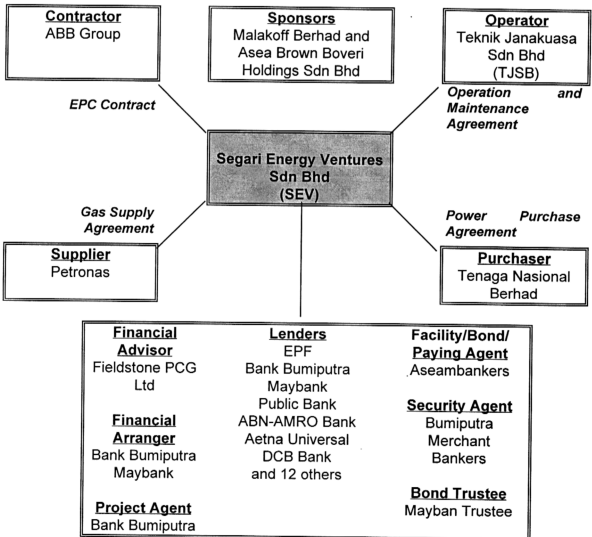 Contractor
ABB Group
Sponsors
Malakoff Berhad and
Asea Brown Boveri
Holdings Sdn Bhd
Operator
Teknik Janakuasa
Sdn Bhd
(TJSB)
EPC Contract
Operation and
Maintenance
Agreement
Segari Energy Ventures
Sdn Bhd
(SEV)
Gas Supply
Agreement
Power Purchase
Agreement
Supplier
Petronas
Purchaser
Tenaga Nasional
Berhad
Financial
Advisor
Fieldstone PCG
Ltd
Financial
Arranger
Bank Bumiputra
Maybank
Project Agent
Bank Bumiputra
Lenders
EPF
Bank Bumiputra
Maybank
Public Bank
ABN-AMRO Bank
Aetna Universal
DCB Bank
and 12 others
Facility/Bond/
Paying Agent
Aseambankers
Security Agent
Bumiputra
Merchant
Bankers
Bond Trustee
Mayban Trustee